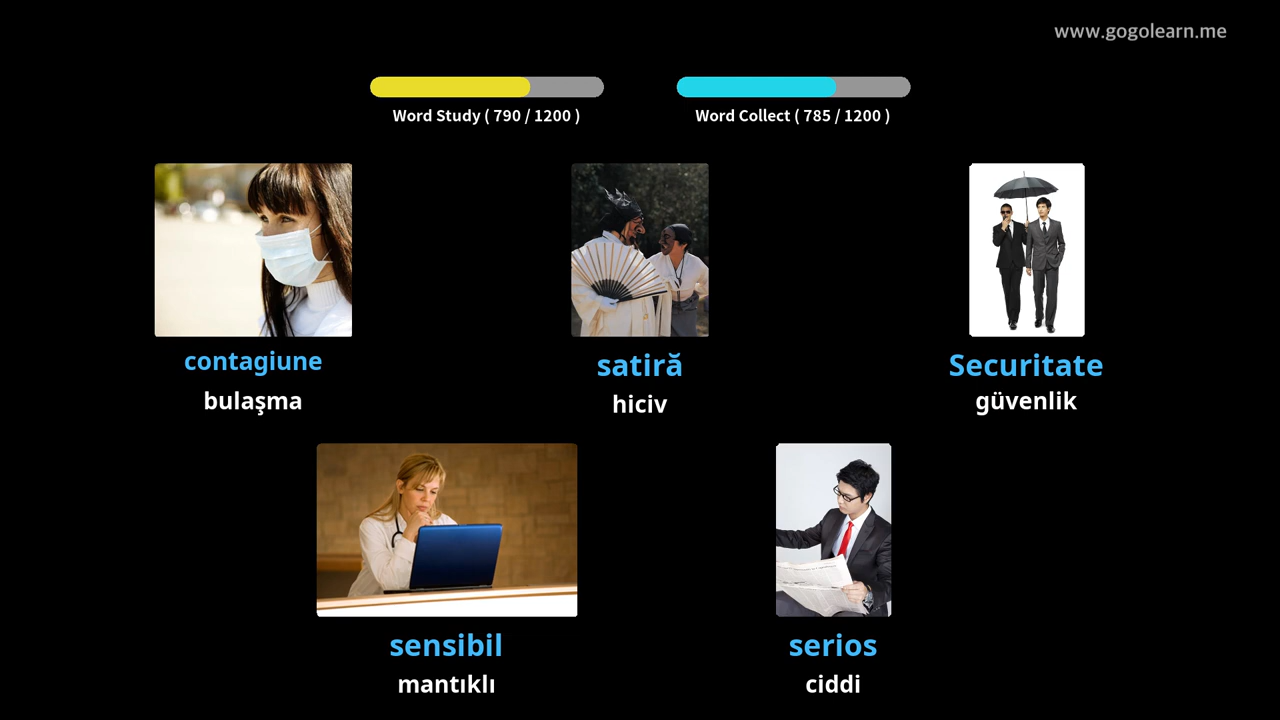 www.gogolearn.me
Word Study ( 790 / 1200 )
Word Collect ( 785 / 1200 )
contagiune
bulaşma
satiră
hiciv
Securitate
güvenlik
sensibil
mantıklı
serios
ciddi